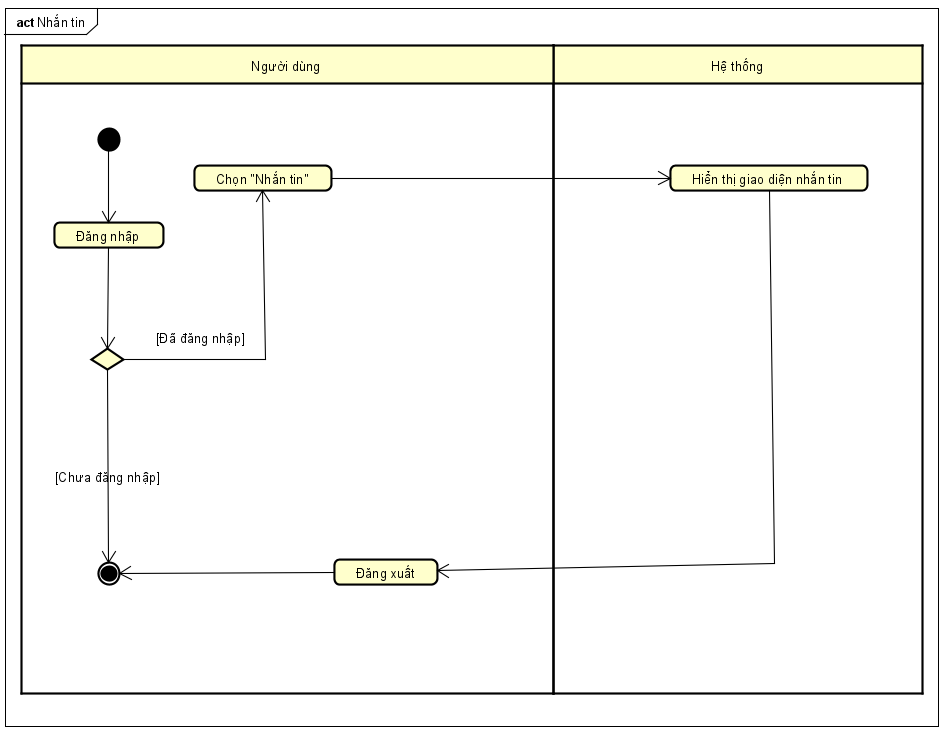 act Nhắn tin
Người dùng
Hệ thống
Chọn "Nhắn tin"
Hiển thị giao diện nhắn tin
Đăng nhập
[Đã đăng nhập]
[Chưa đăng nhập]
Đăng xuất